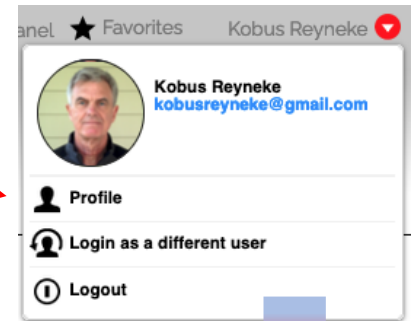 anel Favorites Kobus Reyneke
Kobus Reyneke
kobusreyneke@gmail.com
Profile
Login as a different user
Logout